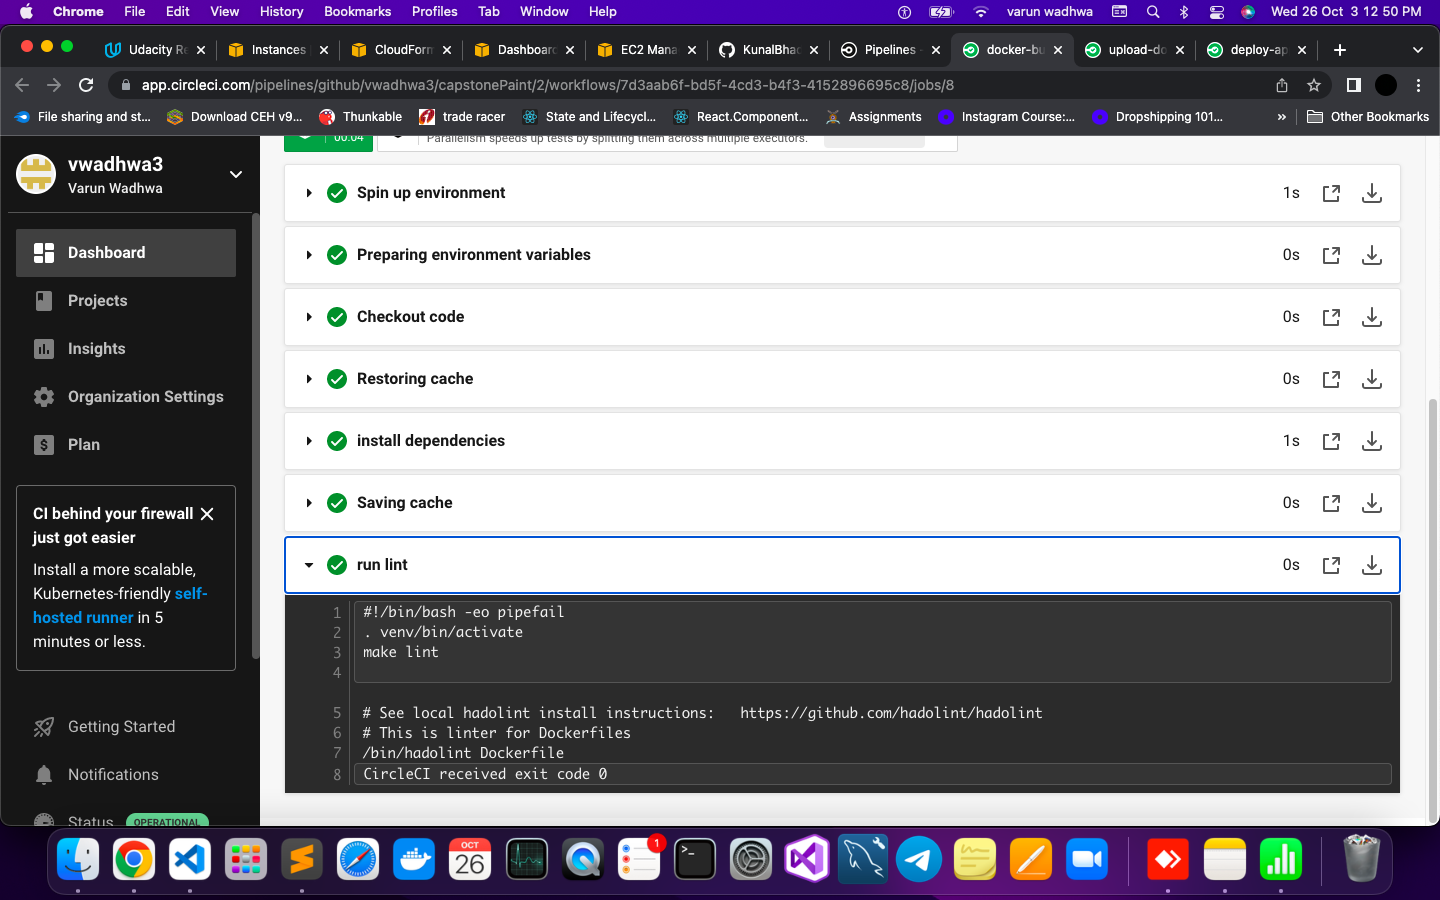 Chrome File Edit View History Bookmarks Profiles Tab Window Help varun wadhwa Wed 26 Oct 3 12 50 PM
Udacity Re Instances CloudForm Dashboard EC2 Mana KunalBhac Pipelines - docker-bu upload-do deploy-ap
app.circleci.com/pipelines/github/vwadhwa3/capstonePaint/2/workflows/7d3aab6f-bd5f-4cd3-b4f3-4152896695c8/jobs/8
File sharing and st... Download CEH v9... Thunkable trade racer State and Lifecycl... React.Component... Assignments Instagram Course:... Dropshipping 101... » Other Bookmarks
00:04 Parallelism speeds up tests by splitting them across multiple executors.
vwadhwa3
Varun Wadhwa
Dashboard
Projects
Insights
Organization Settings
Plan
CI behind your firewall
just got easier
Install a more scalable,
Kubernetes-friendly self-
hosted runner in 5
minutes or less.
Getting Started
Notifications
Status OPERATIONAL
Spin up environment 1s
Preparing environment variables 0s
Checkout code 0s
Restoring cache 0s
install dependencies 1s
Saving cache 0s
run lint 0s
1 #!/bin/bash -eo pipefail
2 . venv/bin/activate
3 make lint
4
5 # See local hadolint install instructions: https://github.com/hadolint/hadolint
6 # This is linter for Dockerfiles
7 /bin/hadolint Dockerfile
8 CircleCI received exit code 0
OCT
26
1